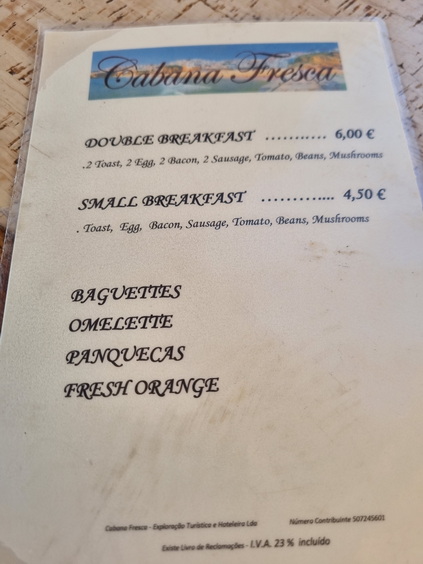 Cabana Fresca
DOUBLE BREAKFAST ........... 6,00 €
.2 Toast, 2 Egg, 2 Bacon, 2 Sausage, Tomato, Beans, Mushrooms
SMALL BREAKFAST ............... 4,50 €
. Toast, Egg, Bacon, Sausage, Tomato, Beans, Mushrooms
BAGUETTES
OMELETTE
PANQUECAS
FRESH ORANGE
Cabana Fresca - Exploração Turística e Hoteleira Lda Número Contribuinte 507245601
Existe Livro de Reclamações - I.V.A. 23 % incluído